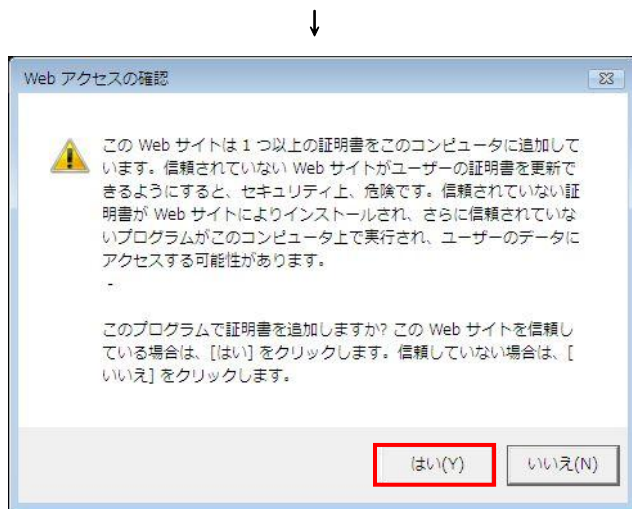 ↓
Web アクセスの確認
この Web サイトは 1 つ以上の証明書をこのコンピュータに追加して
います。信頼されていない Web サイトがユーザーの証明書を更新で
きるようにすると、セキュリティ上、危険です。信頼されていない証
明書が Web サイトによりインストールされ、さらに信頼されていな
いプログラムがこのコンピュータ上で実行され、ユーザーのデータに
アクセスする可能性があります。
-
このプログラムで証明書を追加しますか? この Web サイトを信頼し
ている場合は、[はい] をクリックします。信頼していない場合は、[
いいえ] をクリックします。
はい(Y)
いいえ(N)